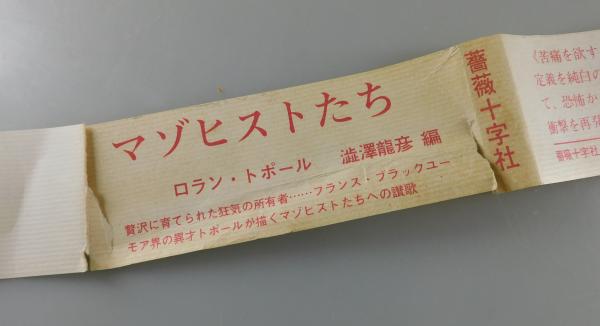 マゾヒストたち
ロラン・トポール 澁澤龍彦 編
贅沢に育てられた狂気の所有者……フランス・ブラックユー
モア界の異才トポールが描くマゾヒストたちへの讃歌
薔薇十字社
《苦痛を欲す
定義を純白の
て、恐怖か
衝撃を再発
薔薇十字社